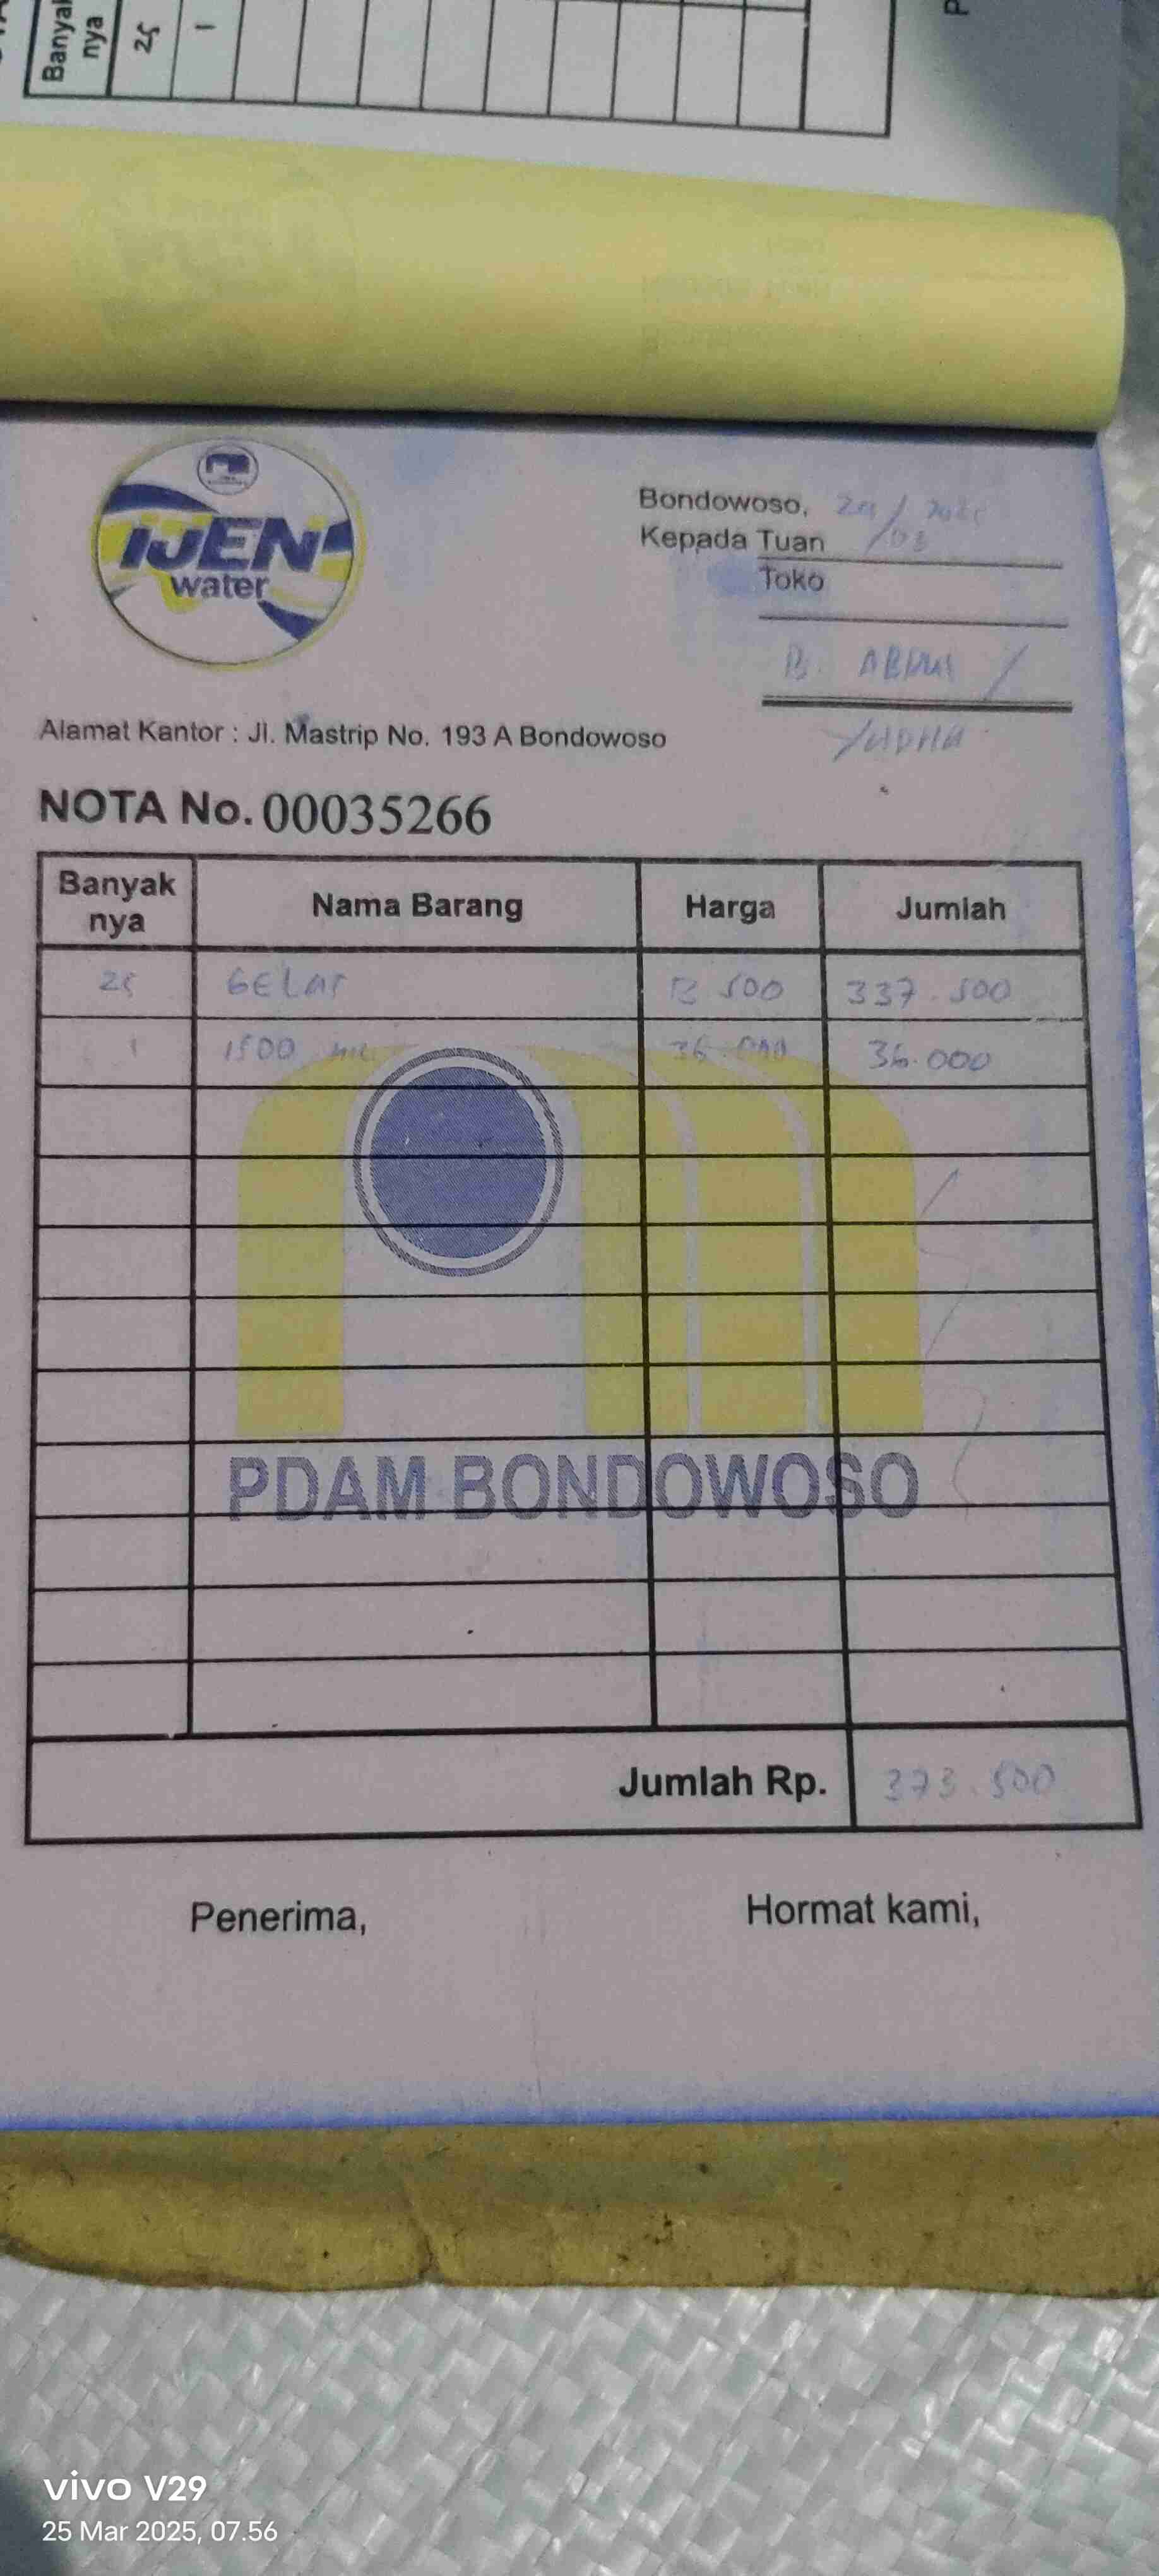 Banyak nya
25
1
IJEN
water
Bondowoso,
Kepada Tuan
Toko
B. ABDUL /
YUDHA
Alamat Kantor : Jl. Mastrip No. 193 A Bondowoso
NOTA No. 00035266
Banyak nya Nama Barang Harga Jumlah
25 GELAS 13 500 337.500
1 1500 ML 36.000 36.000
PDAM BONDOWOSO
Jumlah Rp. 373.500
Penerima, Hormat kami,
vivo V29
25 Mar 2025, 07.56